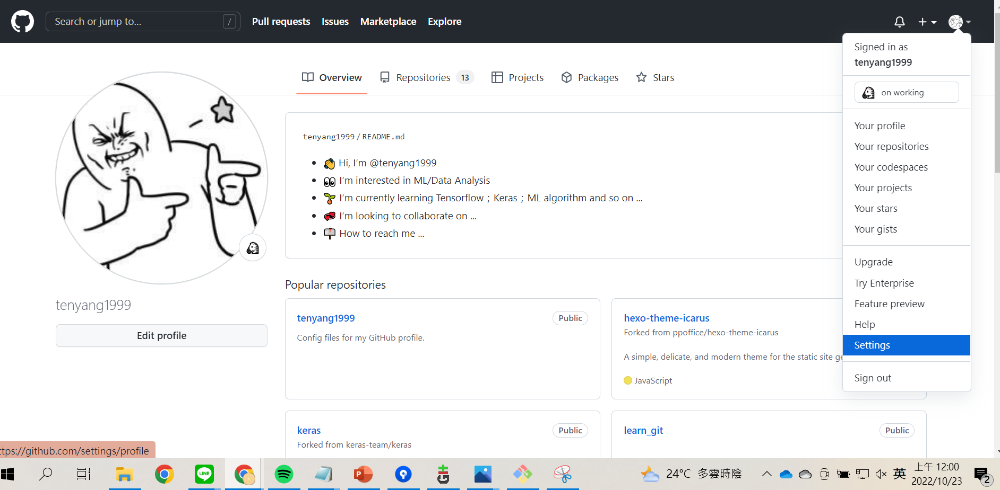 Search or jump to... /
Pull requests Issues Marketplace Explore
Signed in as
tenyang1999
on working
Your profile
Your repositories
Your codespaces
Your projects
Your stars
Your gists
Upgrade
Try Enterprise
Feature preview
Help
Settings
Sign out
Overview Repositories 13 Projects Packages Stars
tenyang1999
Edit profile
tenyang1999 / README.md
Hi, I'm @tenyang1999
I'm interested in ML/Data Analysis
I'm currently learning Tensorflow；Keras；ML algorithm and so on ...
I'm looking to collaborate on ...
How to reach me ...
Popular repositories
tenyang1999 Public
Config files for my GitHub profile.
hexo-theme-icarus
Forked from ppoffice/hexo-theme-icarus
A simple, delicate, and modern theme for the static site ge
JavaScript
keras Public
Forked from keras-team/keras
learn_git Public
ttps://github.com/settings/profile
LINE
P
G
24°C 多雲時陰
英
上午 12:00
2022/10/23
2